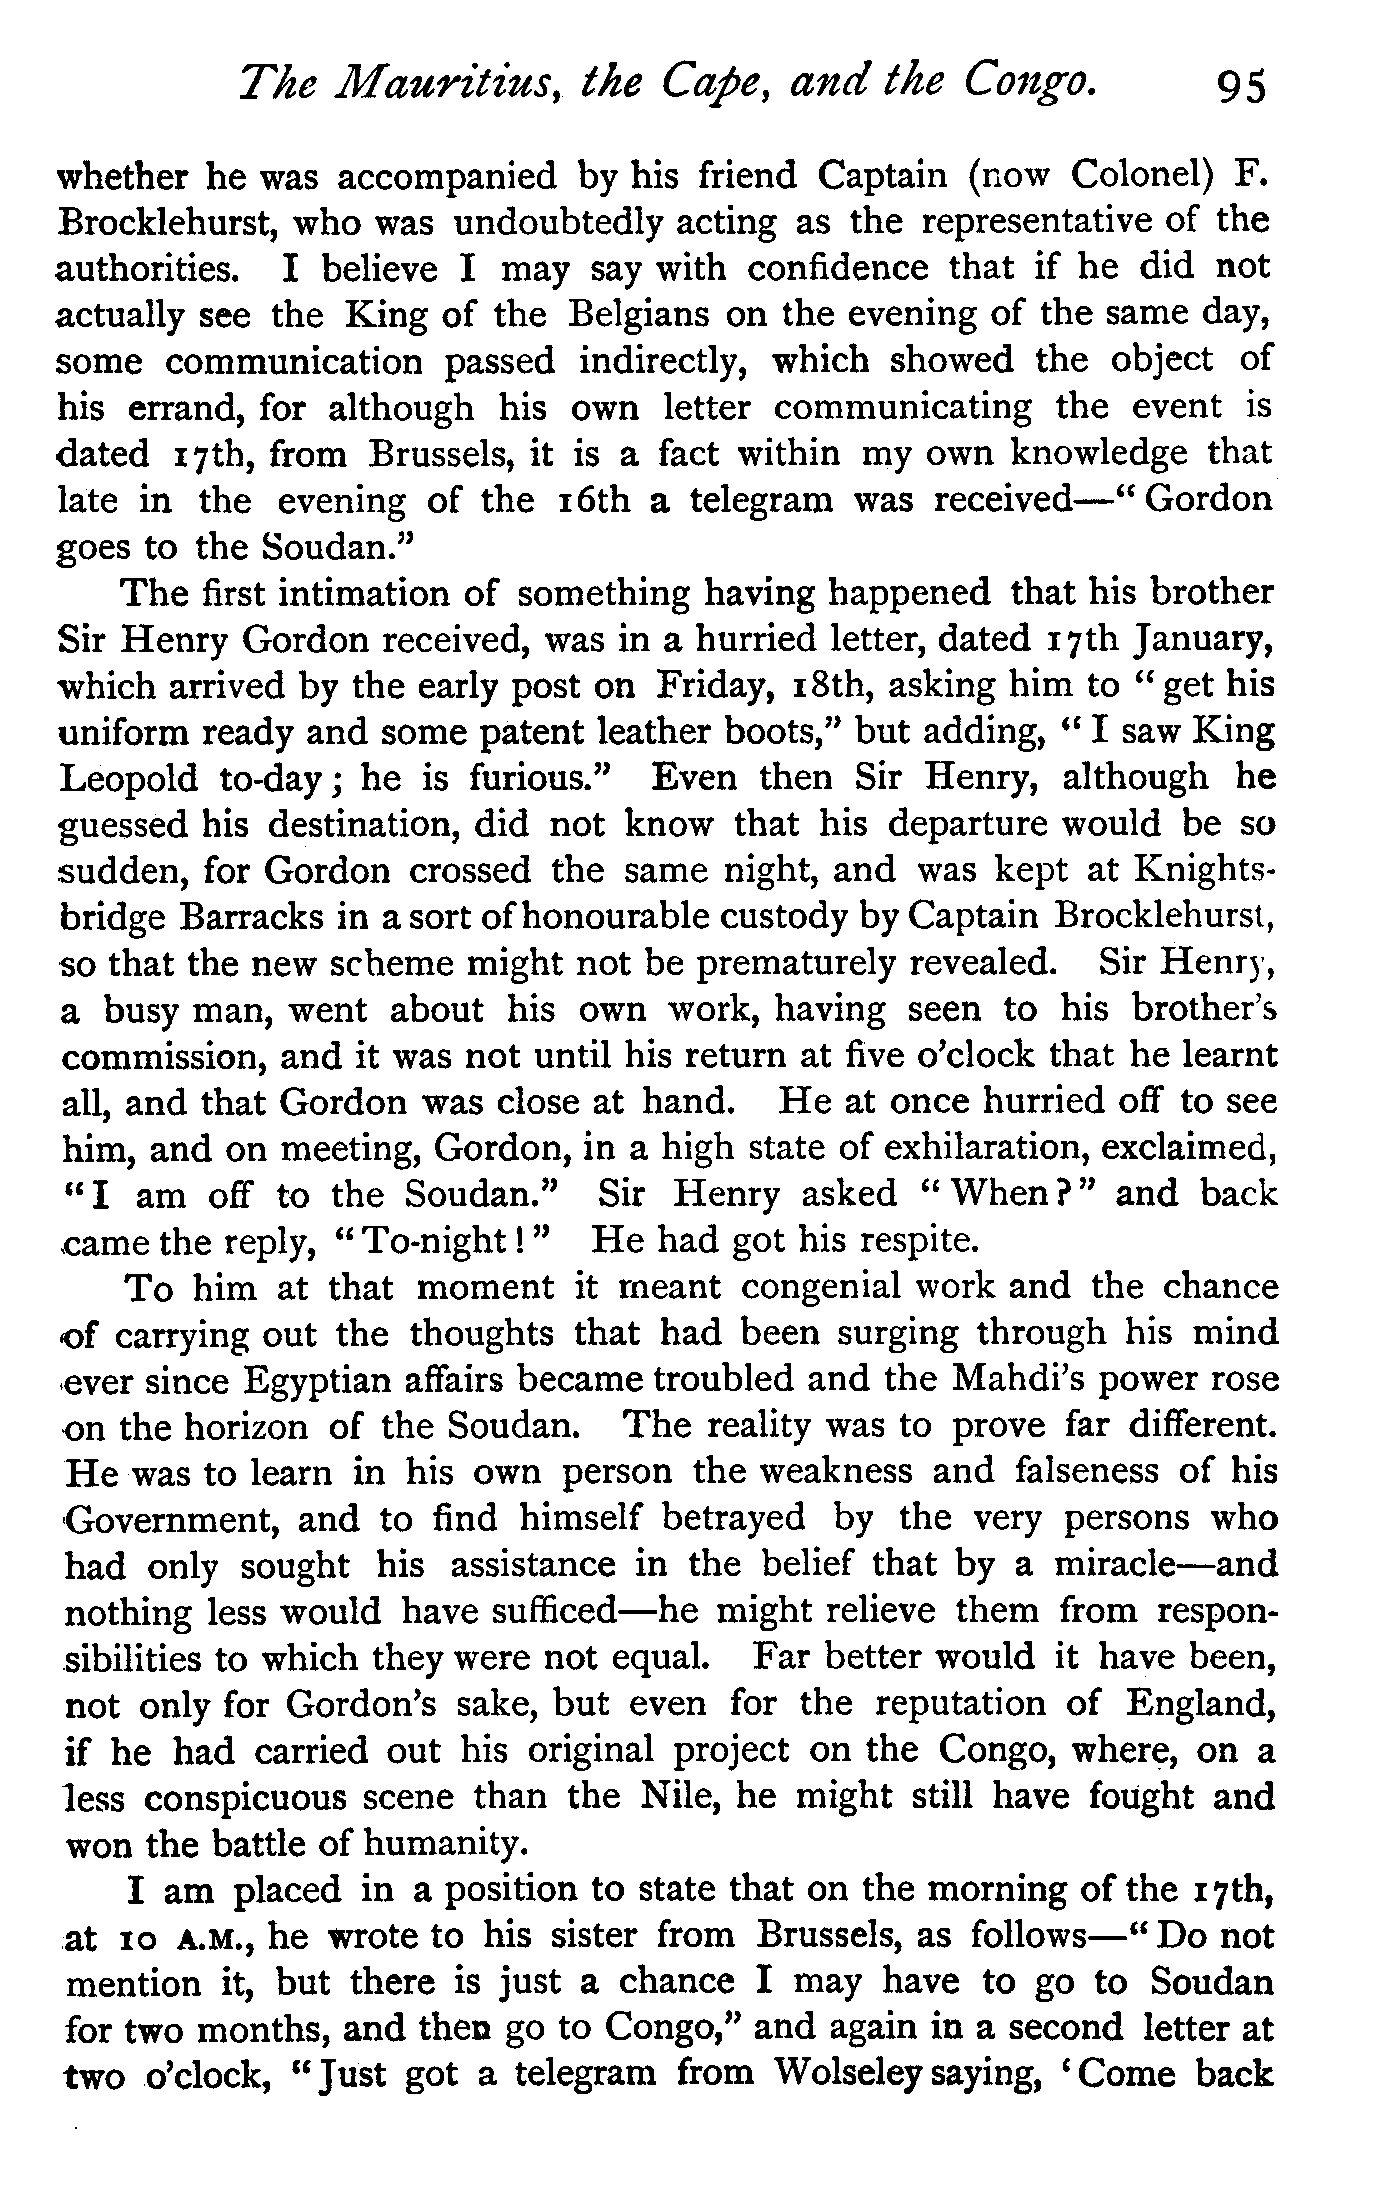 The Mauritius, the Cape, and the Congo. 95
whether he was accompanied by his friend Captain (now Colonel) F.
Brocklehurst, who was undoubtedly acting as the representative of the
authorities. I believe I may say with confidence that if he did not
actually see the King of the Belgians on the evening of the same day,
some communication passed indirectly, which showed the object of
his errand, for although his own letter communicating the event is
dated 17th, from Brussels, it is a fact within my own knowledge that
late in the evening of the 16th a telegram was received—“Gordon
goes to the Soudan.”
The first intimation of something having happened that his brother
Sir Henry Gordon received, was in a hurried letter, dated 17th January,
which arrived by the early post on Friday, 18th, asking him to “get his
uniform ready and some patent leather boots,” but adding, “I saw King
Leopold to-day; he is furious.” Even then Sir Henry, although he
guessed his destination, did not know that his departure would be so
sudden, for Gordon crossed the same night, and was kept at Knights-
bridge Barracks in a sort of honourable custody by Captain Brocklehurst,
so that the new scheme might not be prematurely revealed. Sir Henry,
a busy man, went about his own work, having seen to his brother’s
commission, and it was not until his return at five o’clock that he learnt
all, and that Gordon was close at hand. He at once hurried off to see
him, and on meeting, Gordon, in a high state of exhilaration, exclaimed,
“I am off to the Soudan.” Sir Henry asked “When?” and back
came the reply, “To-night!” He had got his respite.
To him at that moment it meant congenial work and the chance
of carrying out the thoughts that had been surging through his mind
ever since Egyptian affairs became troubled and the Mahdi’s power rose
on the horizon of the Soudan. The reality was to prove far different.
He was to learn in his own person the weakness and falseness of his
Government, and to find himself betrayed by the very persons who
had only sought his assistance in the belief that by a miracle—and
nothing less would have sufficed—he might relieve them from respon-
sibilities to which they were not equal. Far better would it have been,
not only for Gordon’s sake, but even for the reputation of England,
if he had carried out his original project on the Congo, where, on a
less conspicuous scene than the Nile, he might still have fought and
won the battle of humanity.
I am placed in a position to state that on the morning of the 17th,
at 10 A.M., he wrote to his sister from Brussels, as follows—“Do not
mention it, but there is just a chance I may have to go to Soudan
for two months, and then go to Congo,” and again in a second letter at
two o’clock, “Just got a telegram from Wolseley saying, ‘Come back